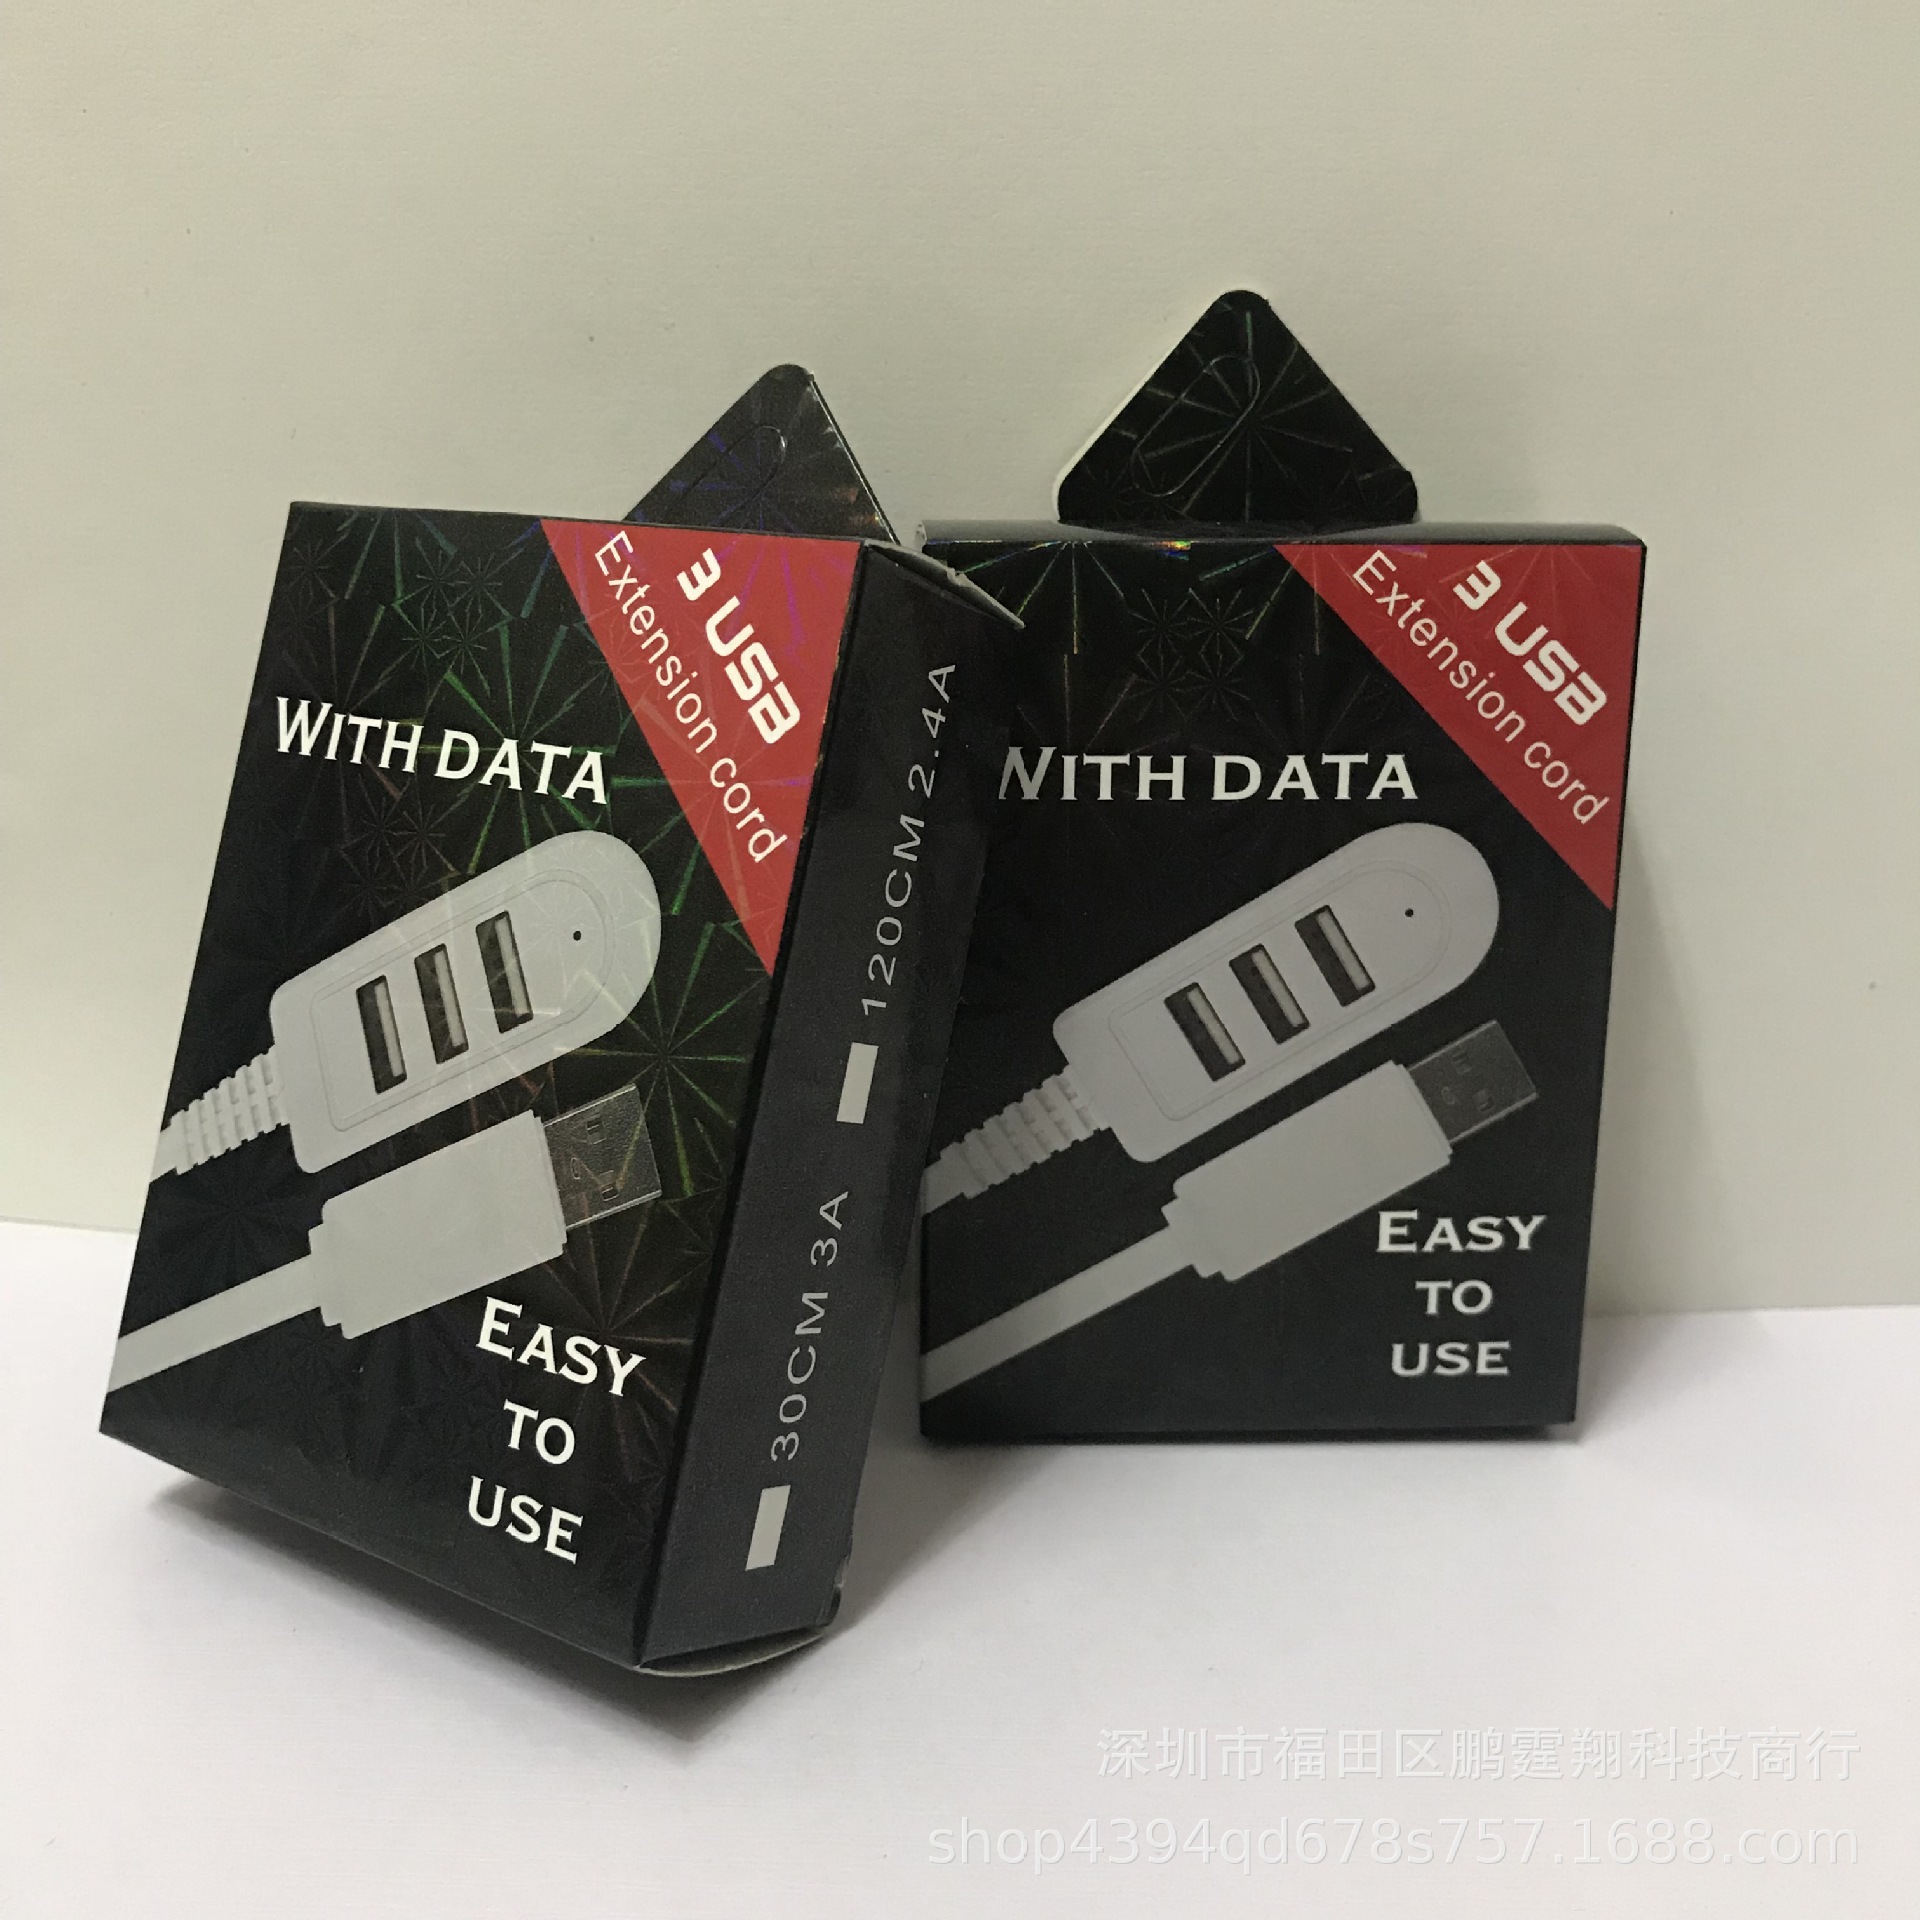 3 USB
Extension cord
WITH DATA
EASY
TO
USE
120CM 2.4A
30CM 3A
3 USB
Extension cord
WITH DATA
EASY
TO
USE
深圳市福田区鹏霆翔科技商行
shop4394qd678s757.1688.com